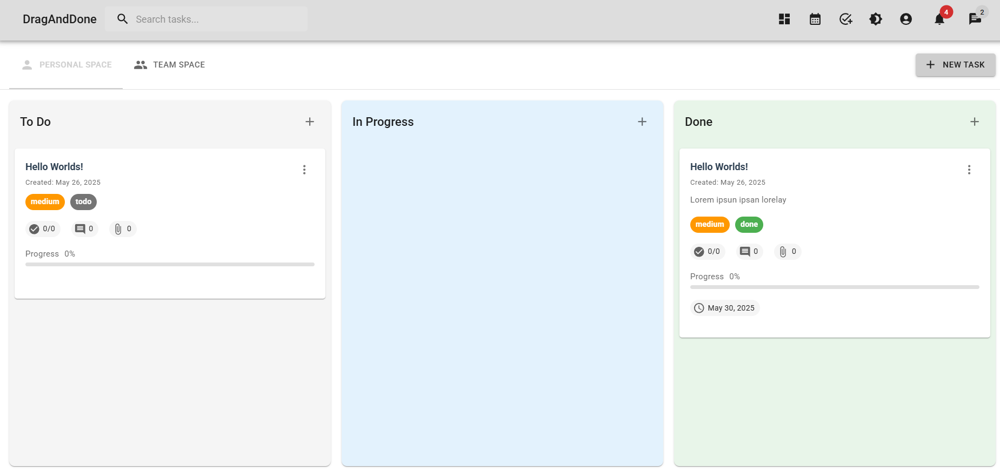 DragAndDone
Search tasks...
4
2
PERSONAL SPACE
TEAM SPACE
NEW TASK
To Do
Hello Worlds!
Created: May 26, 2025
medium
todo
0/0
0
0
Progress 0%
In Progress
Done
Hello Worlds!
Created: May 26, 2025
Lorem ipsun ipsan lorelay
medium
done
0/0
0
0
Progress 0%
May 30, 2025